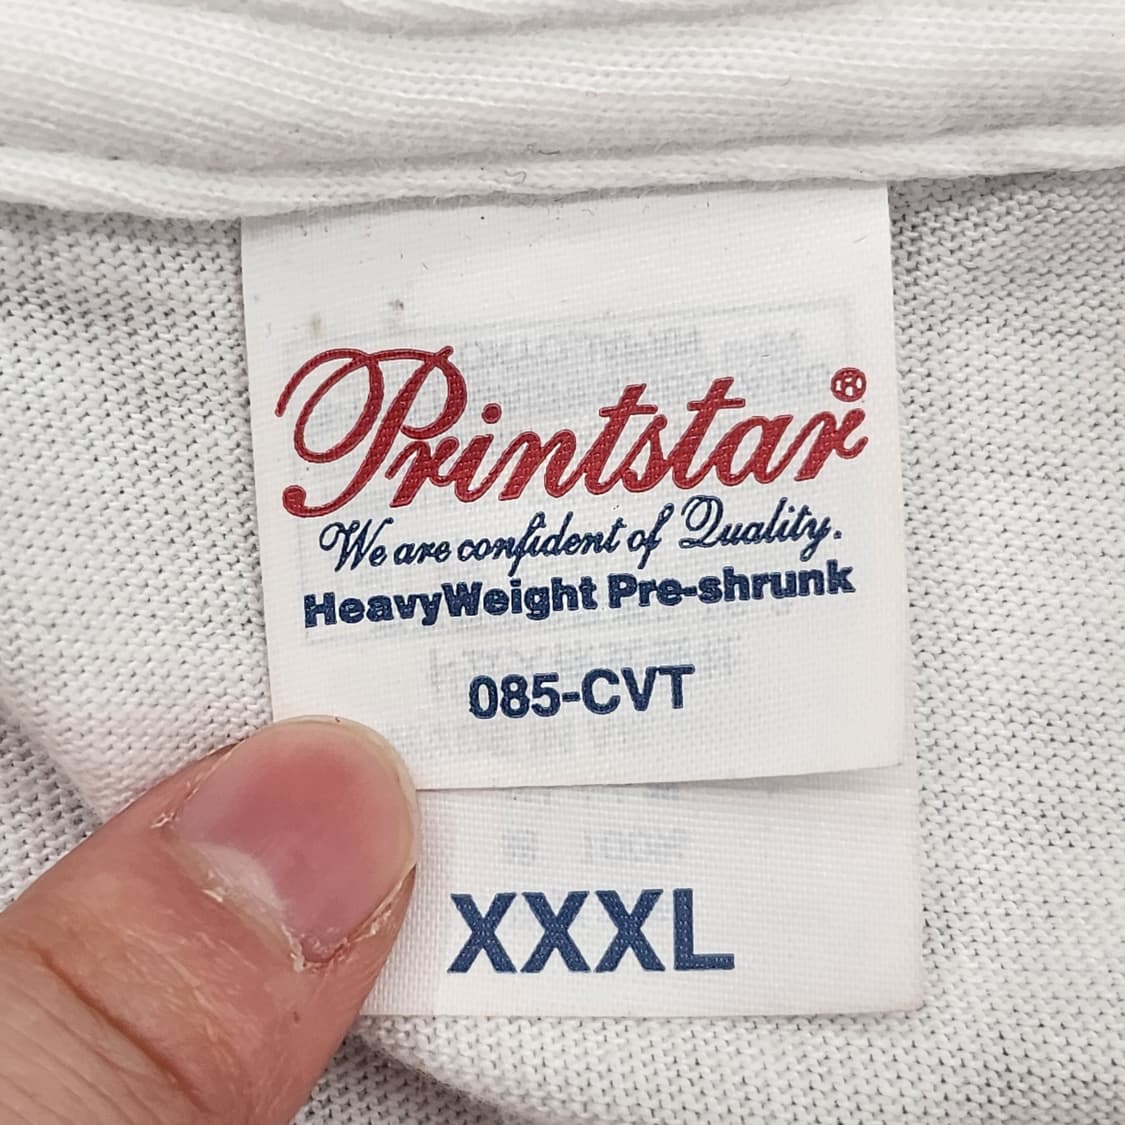 Printstar®
We are confident of Quality.
HeavyWeight Pre-shrunk
085-CVT
XXXL